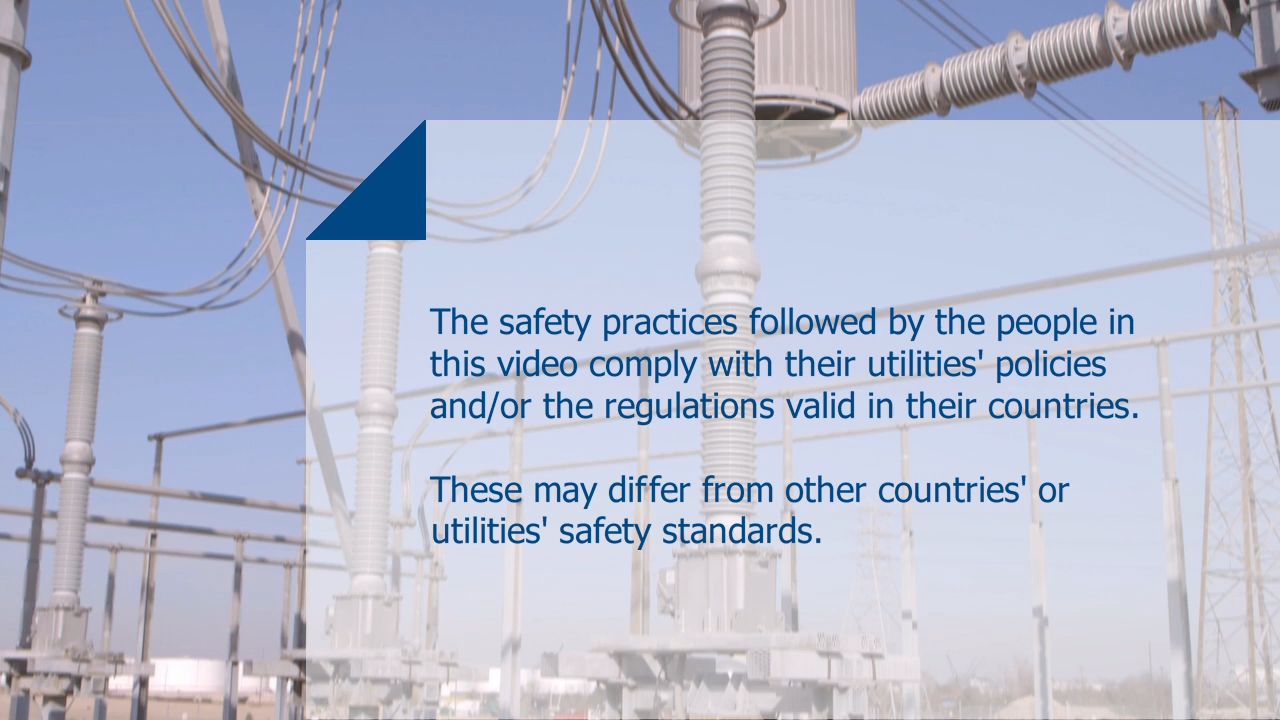 The safety practices followed by the people in
this video comply with their utilities' policies
and/or the regulations valid in their countries.
These may differ from other countries' or
utilities' safety standards.